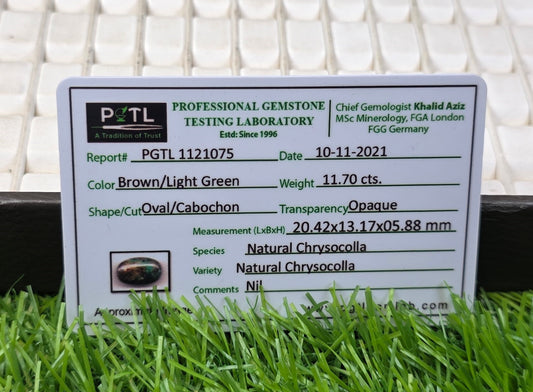 PGTL
A Tradition of Trust
PROFESSIONAL GEMSTONE
TESTING LABORATORY
Estd: Since 1996
Chief Gemologist Khalid Aziz
MSc Minerology, FGA London
FGG Germany
Report# PGTL 1121075 Date 10-11-2021
Color Brown/Light Green Weight 11.70 cts.
Shape/Cut Oval/Cabochon Transparency Opaque
Measurement (LxBxH) 20.42x13.17x05.88 mm
Species Natural Chrysocolla
Variety Natural Chrysocolla
Comments Nil